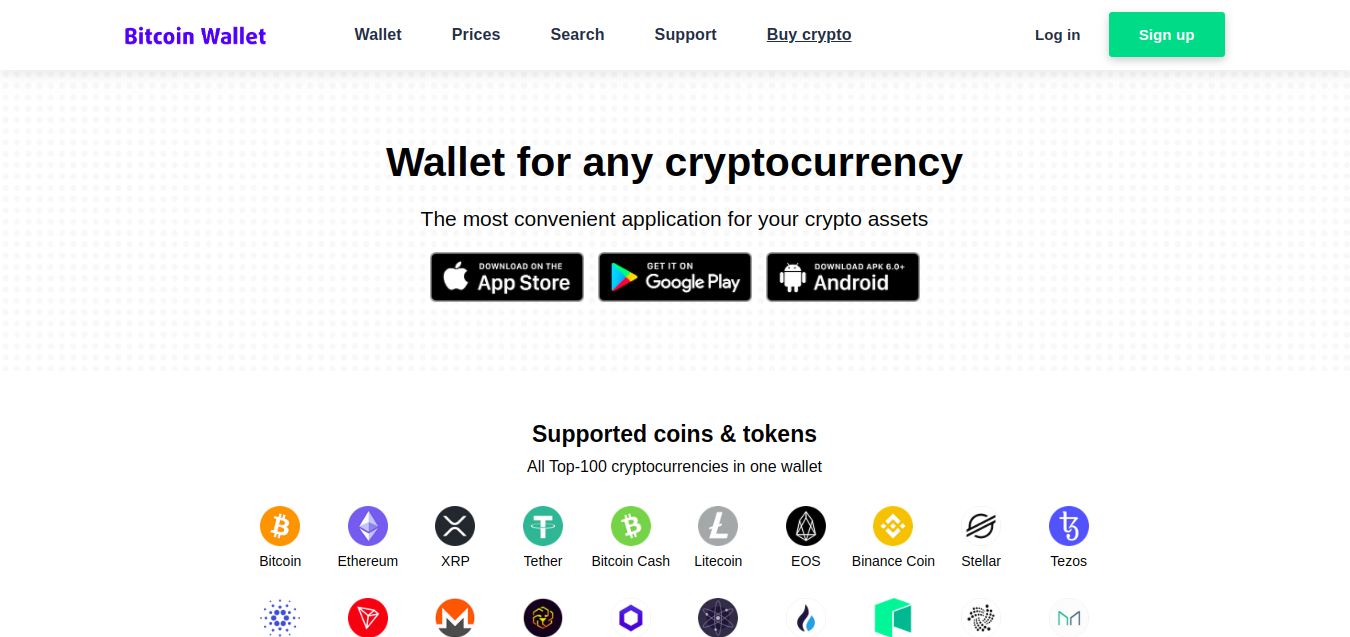 Bitcoin Wallet
Wallet
Prices
Search
Support
Buy crypto
Log in
Sign up
Wallet for any cryptocurrency
The most convenient application for your crypto assets
DOWNLOAD ON THE
App Store
GET IT ON
Google Play
DOWNLOAD APK 6.0+
Android
Supported coins & tokens
All Top-100 cryptocurrencies in one wallet
Bitcoin
Ethereum
XRP
Tether
Bitcoin Cash
Litecoin
EOS
Binance Coin
Stellar
Tezos